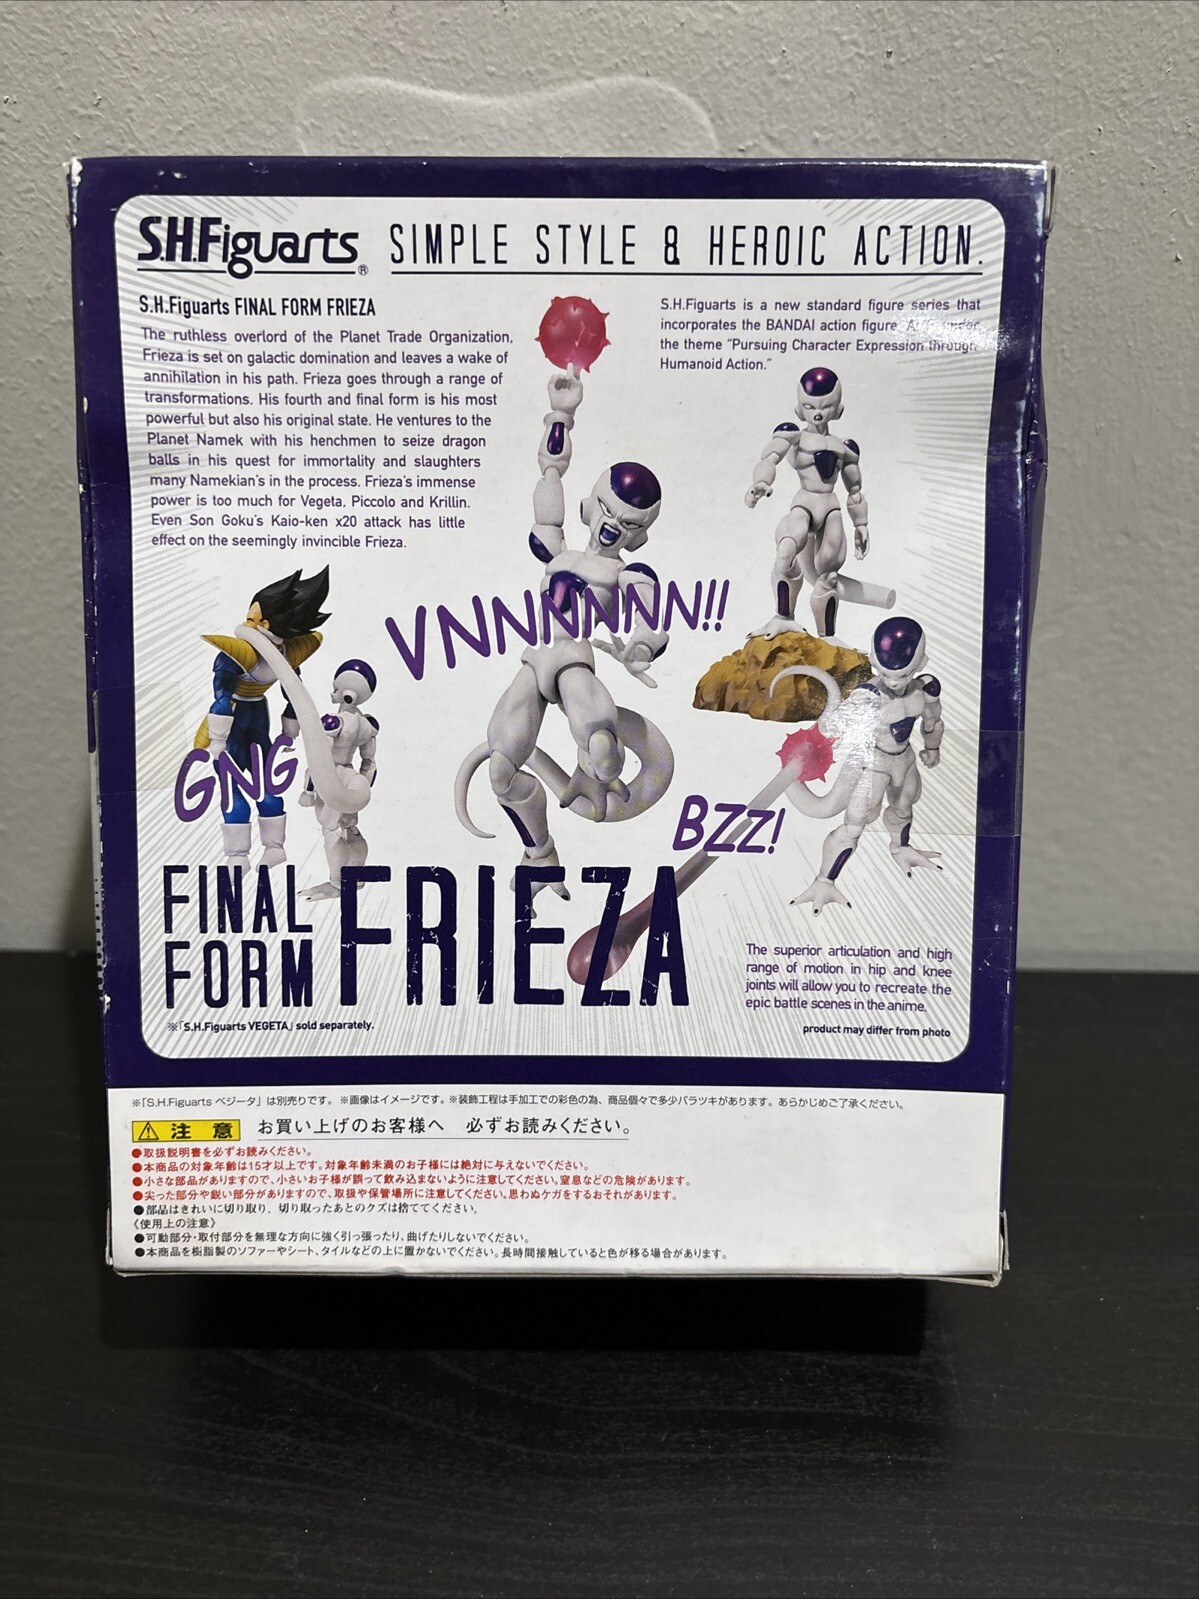 S.H.Figuarts® SIMPLE STYLE & HEROIC ACTION.
S.H.Figuarts FINAL FORM FRIEZA
The ruthless overlord of the Planet Trade Organization,
Frieza is set on galactic domination and leaves a wake of
annihilation in his path. Frieza goes through a range of
transformations. His fourth and final form is his most
powerful but also his original state. He ventures to the
Planet Namek with his henchmen to seize dragon
balls in his quest for immortality and slaughters
many Namekian's in the process. Frieza's immense
power is too much for Vegeta, Piccolo and Krillin.
Even Son Goku's Kaio-ken x20 attack has little
effect on the seemingly invincible Frieza.
S.H.Figuarts is a new standard figure series that
incorporates the BANDAI action figure under
the theme "Pursuing Character Expression through
Humanoid Action."
VNNNNNNN!!
GNG
BZZ!
FINAL
FORM
FRIEZA
The superior articulation and high
range of motion in hip and knee
joints will allow you to recreate the
epic battle scenes in the anime.
※「S.H.Figuarts VEGETA」sold separately.
product may differ from photo
※「S.H.Figuarts ベジータ」は別売りです。 ※画像はイメージです。※装飾工程は手加工での彩色の為、商品個々で多少バラツキがあります。あらかじめご了承ください。
⚠ 注 意 お買い上げのお客様へ 必ずお読みください。
●取扱説明書を必ずお読みください。
●本商品の対象年齢は15才以上です。対象年齢未満のお子様には絶対に与えないでください。
●小さな部品がありますので、小さいお子様が誤って飲み込まないように注意してください。窒息などの危険があります。
●尖った部分や鋭い部分がありますので、取扱や保管場所に注意してください。思わぬケガをするおそれがあります。
●部品はきれいに切り取り、切り取ったあとのクズは捨ててください。
《使用上の注意》
●可動部分・取付部分を無理な方向に強く引っ張ったり、曲げたりしないでください。
●本商品を樹脂製のソファーやシート、タイルなどの上に置かないでください。長時間接触していると色が移る場合があります。